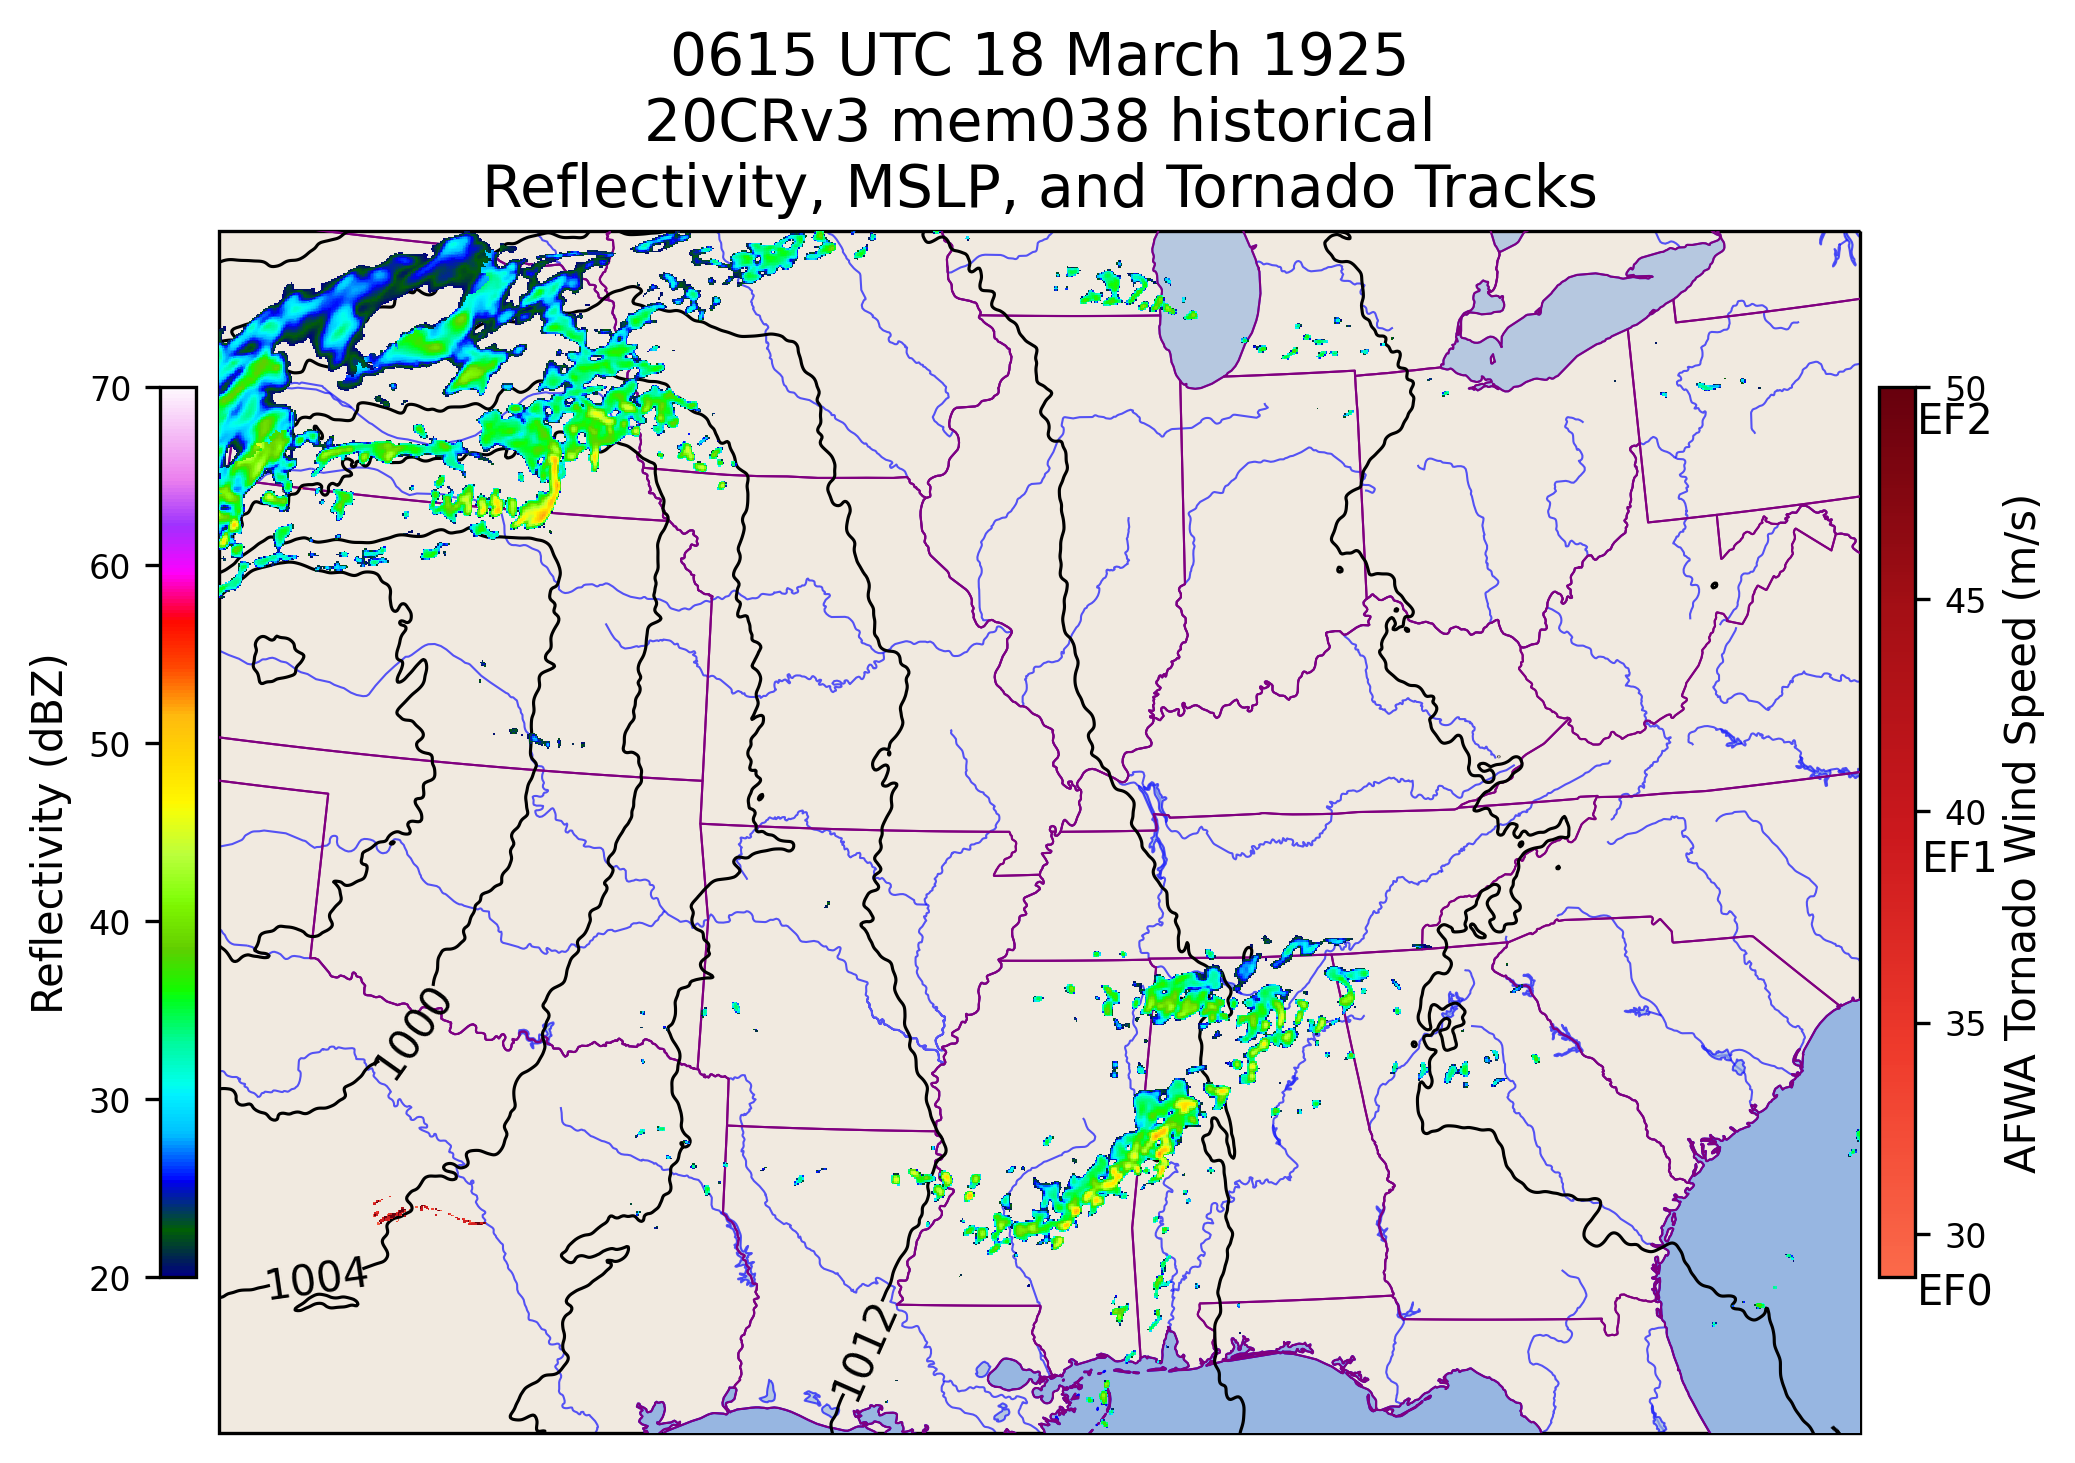 0615 UTC 18 March 1925
20CRv3 mem038 historical
Reflectivity, MSLP, and Tornado Tracks
70
60
50
40
30
20
Reflectivity (dBZ)
1000
1004
1012
50
EF2
45
40
EF1
35
30
EF0
AFWA Tornado Wind Speed (m/s)